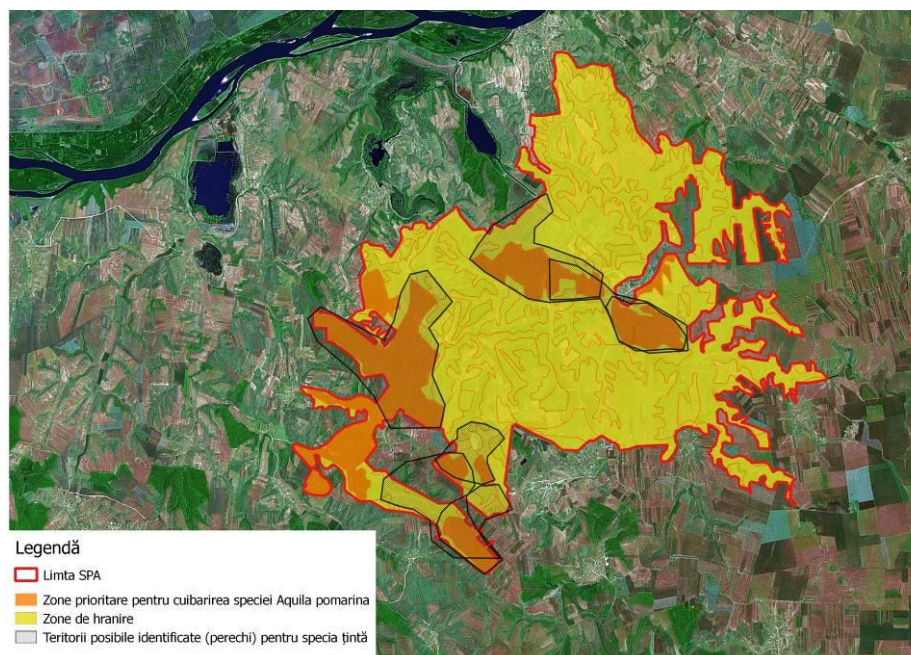 Legendă
Limta SPA
Zone prioritare pentru cuibarirea speciei Aquila pomarina
Zone de hranire
Teritorii posibile identificate (perechi) pentru specia țintă